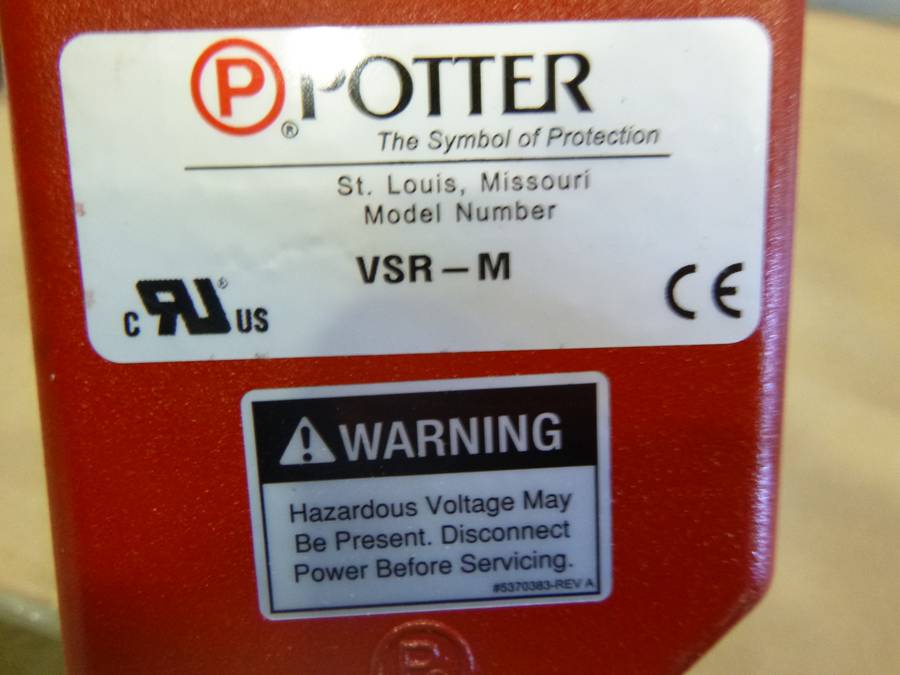 P® POTTER
The Symbol of Protection
St. Louis, Missouri
Model Number
VSR – M
C RU® US
CE
WARNING
Hazardous Voltage May
Be Present. Disconnect
Power Before Servicing.
#5370383-REV A
P